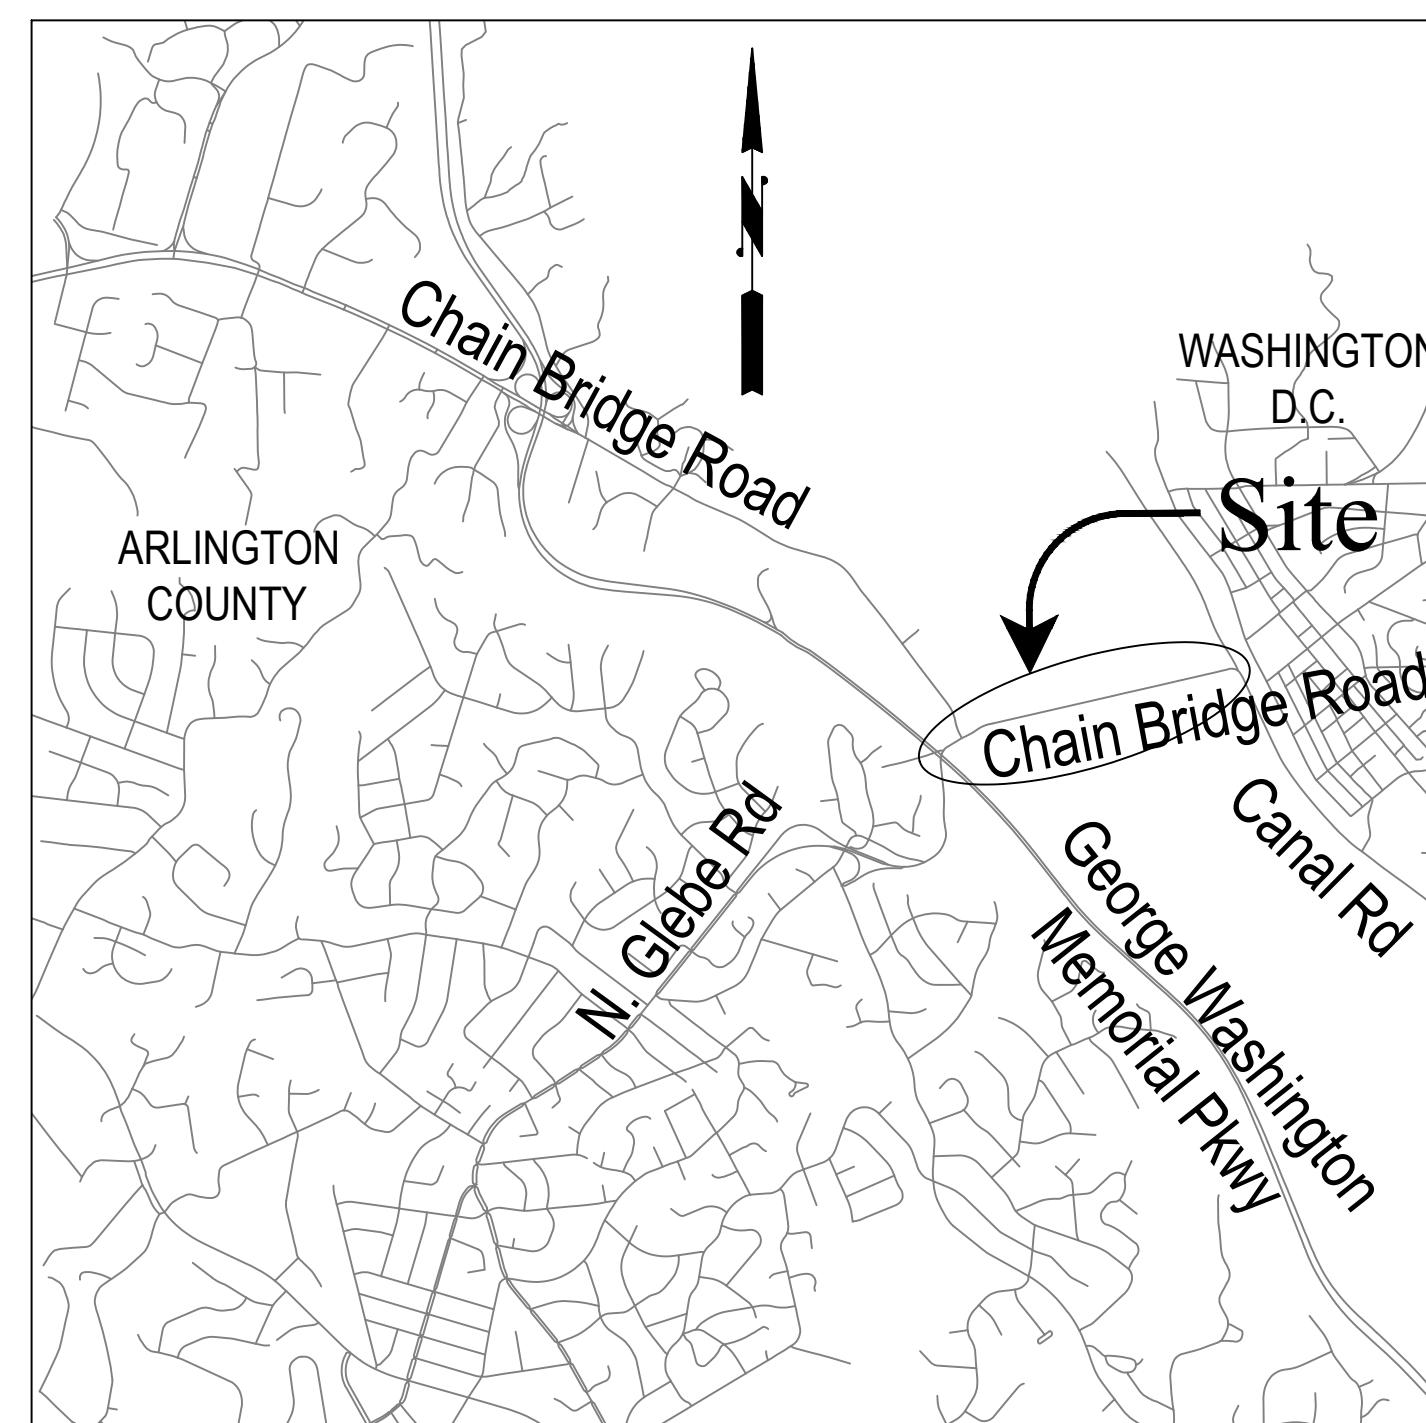 N
Chain Bridge Road
WASHINGTON
D.C.
Site
ARLINGTON
COUNTY
Chain Bridge Road
N. Glebe Rd
Canal Rd
George Washington
Memorial Pkwy